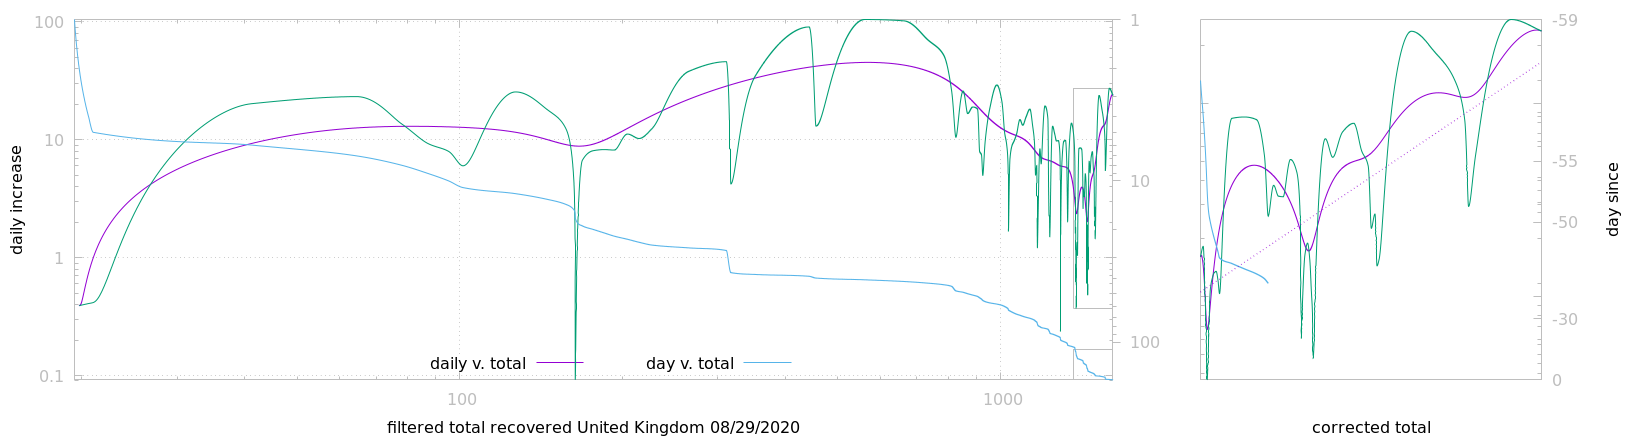 100
10
1
0.1
daily increase
100
1000
1
10
100
daily v. total
day v. total
filtered total recovered United Kingdom 08/29/2020
-59
-55
-50
-30
0
day since
corrected total